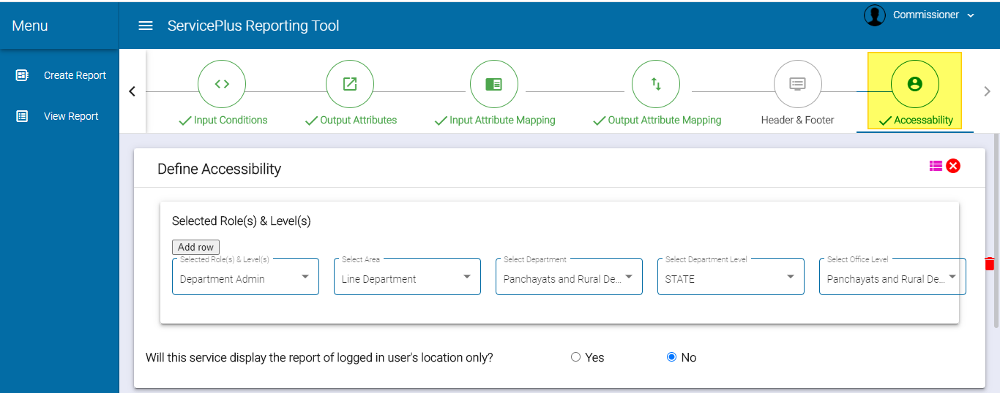 Menu
ServicePlus Reporting Tool
Commissioner
Create Report
View Report
Input Conditions
Output Attributes
Input Attribute Mapping
Output Attribute Mapping
Header & Footer
Accessability
Define Accessibility
Selected Role(s) & Level(s)
Add row
Selected Role(s) & Level(s)
Department Admin
Select Area
Line Department
Select Department
Panchayats and Rural De...
Select Department Level
STATE
Select Office Level
Panchayats and Rural De...
Will this service display the report of logged in user's location only?
Yes
No